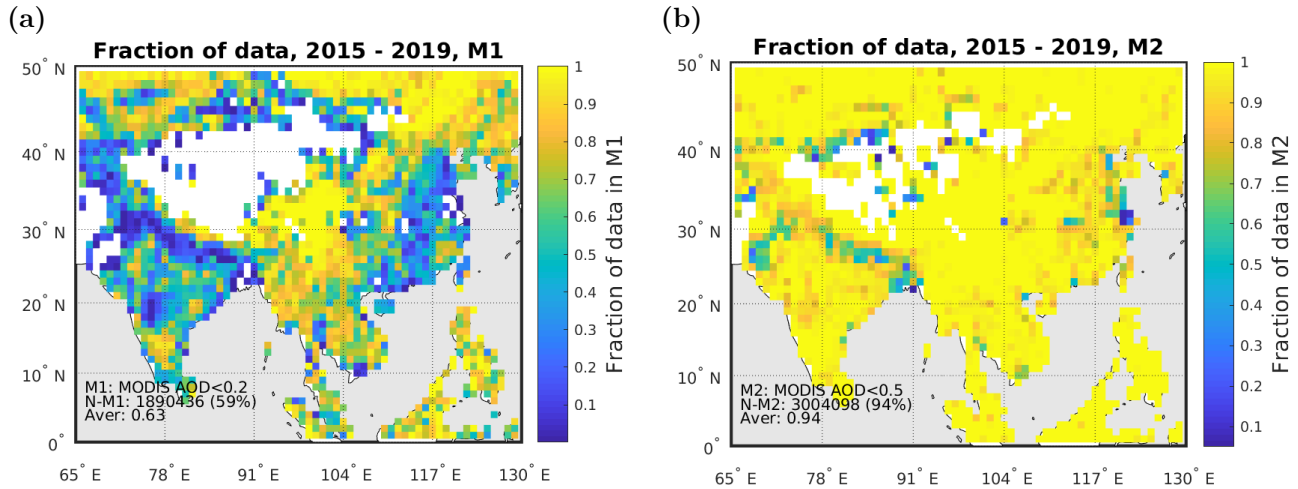 (a)
Fraction of data, 2015 - 2019, M1
50° N
40° N
30° N
20° N
10° N
0°
65° E
78° E
91° E
104° E
117° E
130° E
M1: MODIS AOD<0.2
N-M1: 1890436 (59%)
Aver: 0.63
1
0.9
0.8
0.7
0.6
0.5
0.4
0.3
0.2
0.1
Fraction of data in M1
(b)
Fraction of data, 2015 - 2019, M2
50° N
40° N
30° N
20° N
10° N
0°
65° E
78° E
91° E
104° E
117° E
130° E
M2: MODIS AOD<0.5
N-M2: 3004098 (94%)
Aver: 0.94
1
0.9
0.8
0.7
0.6
0.5
0.4
0.3
0.2
0.1
Fraction of data in M2